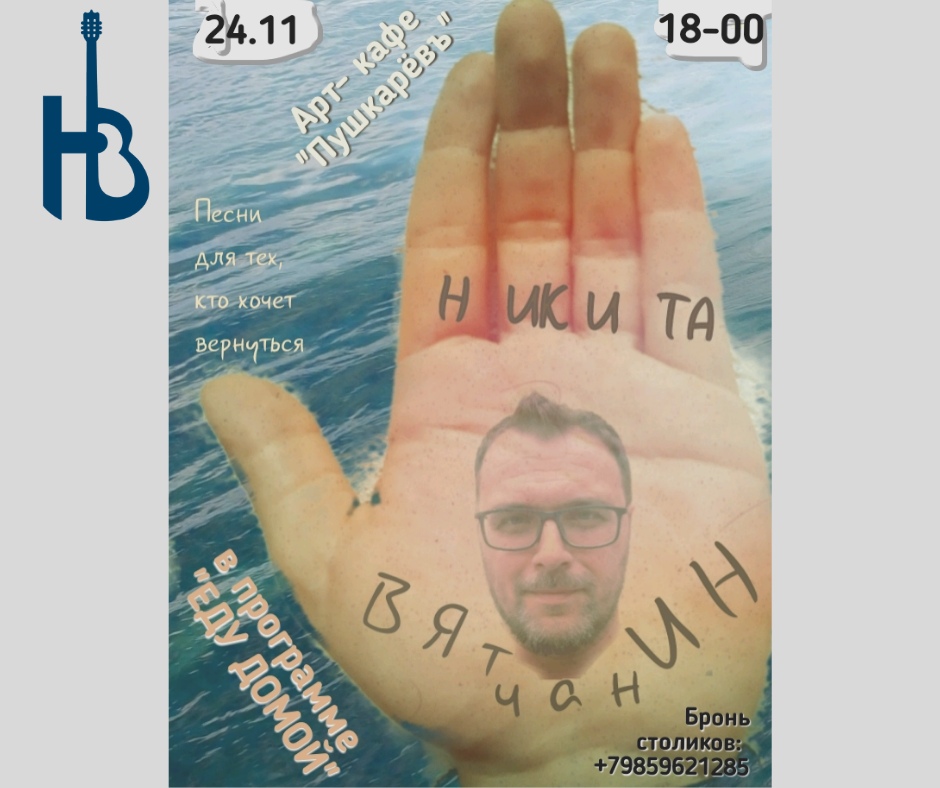 24.11
18-00
Арт- кафе
"Пушкарёвъ"
НВ
Песни
для тех,
кто хочет
вернуться
НИКИТА
ВЯтчанИН
в программе
"ЕДУ ДОМОЙ"
Бронь
столиков:
+79859621285